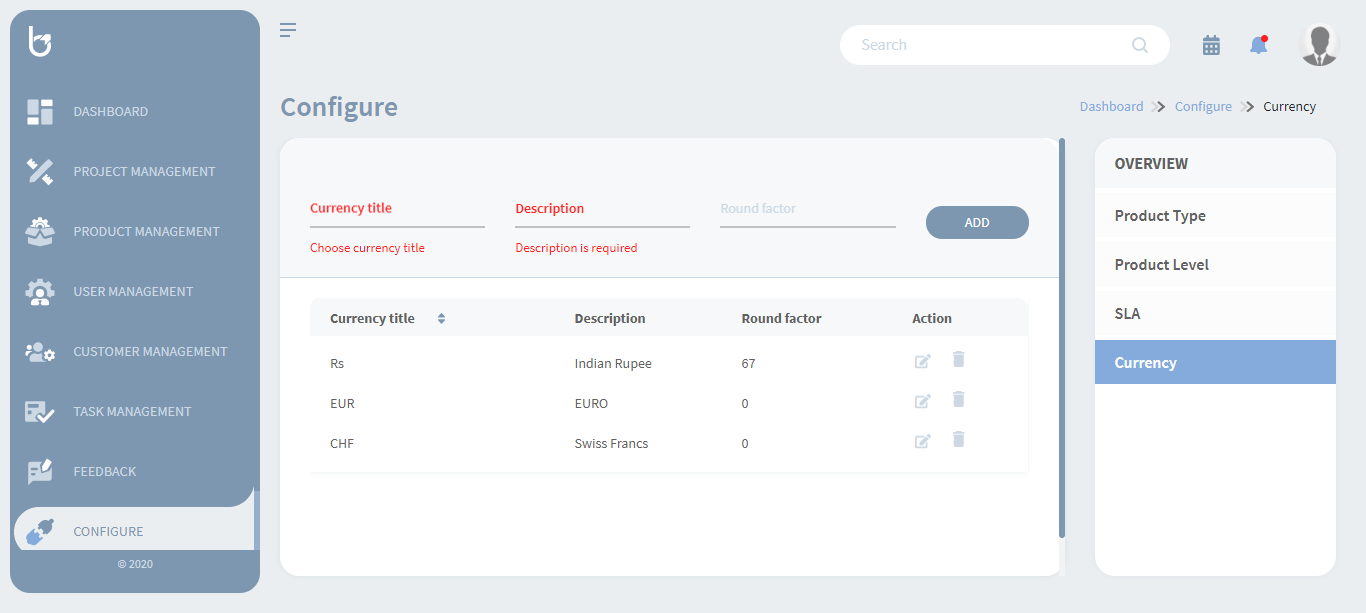 Search
DASHBOARD
PROJECT MANAGEMENT
PRODUCT MANAGEMENT
USER MANAGEMENT
CUSTOMER MANAGEMENT
TASK MANAGEMENT
FEEDBACK
CONFIGURE
© 2020
Configure
Dashboard Configure Currency
Currency title Description Round factor ADD
Choose currency title Description is required
Currency title Description Round factor Action
Rs Indian Rupee 67
EUR EURO 0
CHF Swiss Francs 0
OVERVIEW
Product Type
Product Level
SLA
Currency